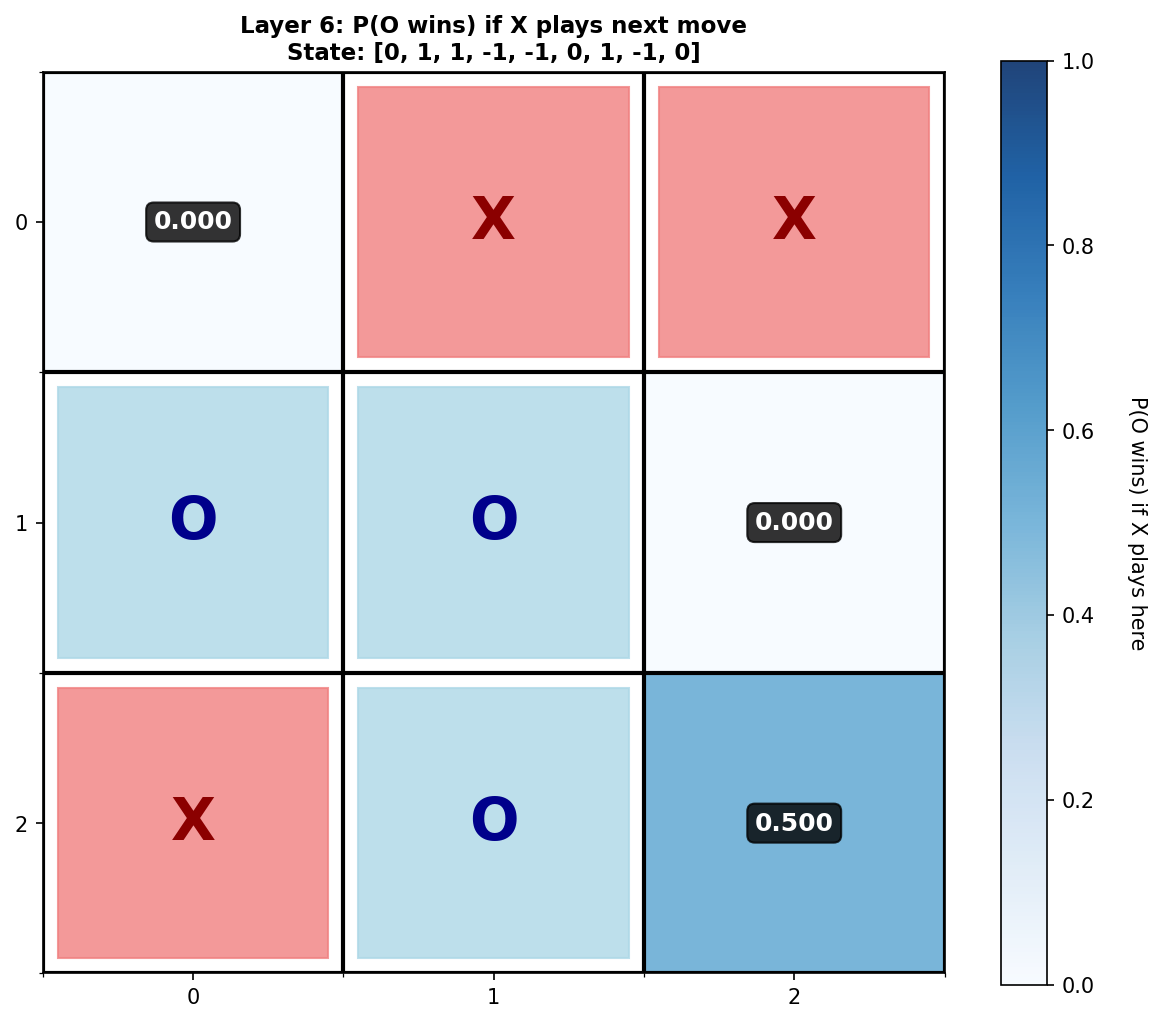 Layer 6: P(O wins) if X plays next move
State: [0, 1, 1, -1, -1, 0, 1, -1, 0]
0
0.000
X
X
1
O
O
0.000
2
X
O
0.500
0
1
2
1.0
0.8
0.6
0.4
0.2
0.0
P(O wins) if X plays here